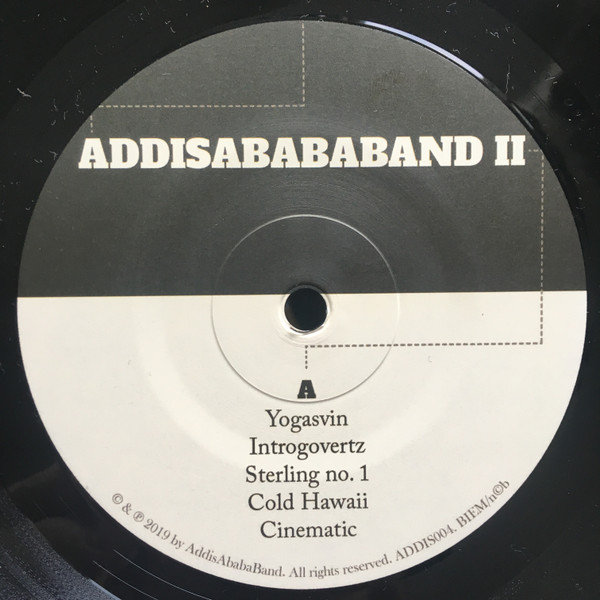 ADDISABABABAND II
A
Yogasvin
Introgovertz
Sterling no. 1
Cold Hawaii
Cinematic
© & ℗ 2019 by AddisAbabaBand. All rights reserved. ADDIS004. BIEM/n©b